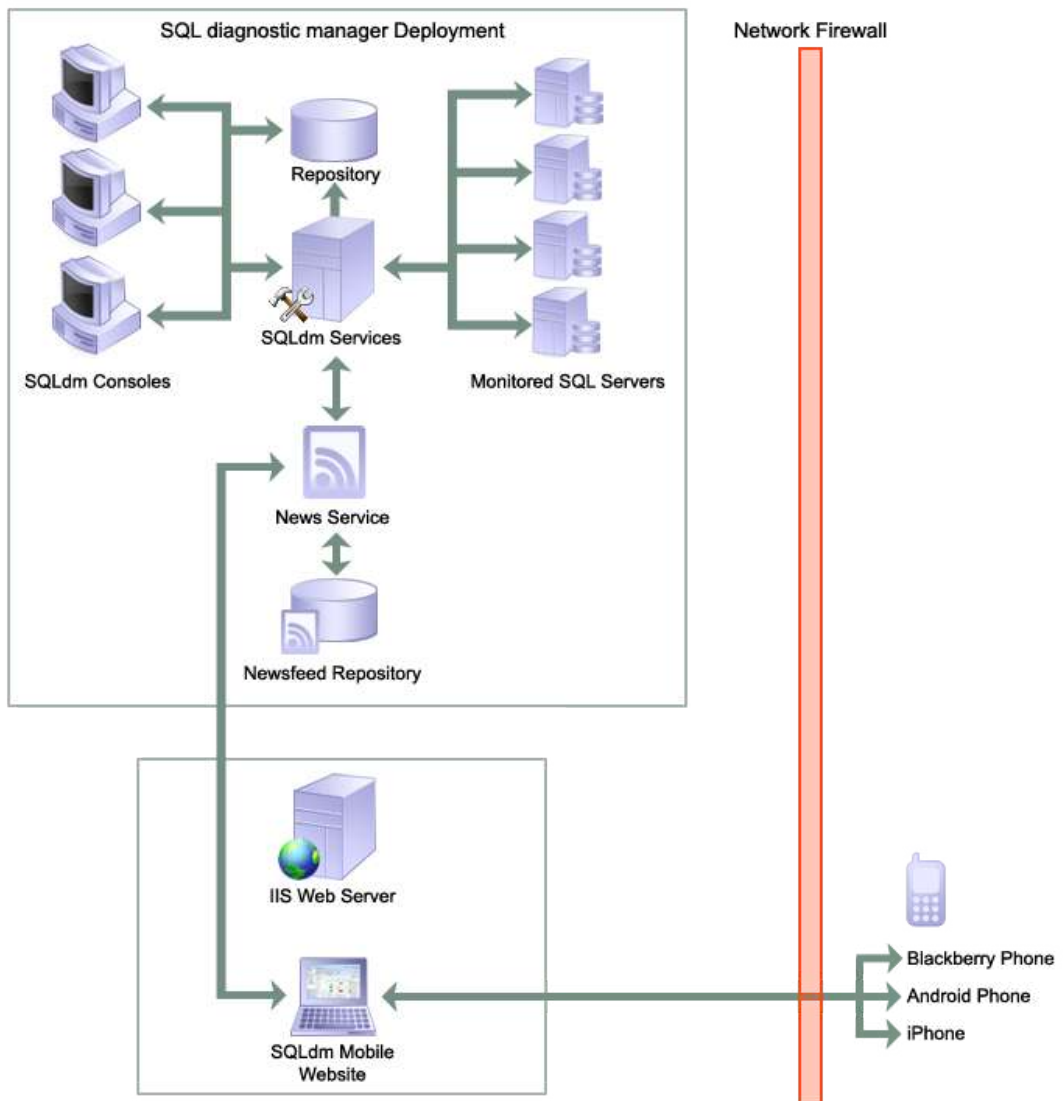 SQL diagnostic manager Deployment
Network Firewall
Repository
SQLdm Services
SQLdm Consoles
Monitored SQL Servers
News Service
Newsfeed Repository
IIS Web Server
Blackberry Phone
Android Phone
iPhone
SQLdm Mobile
Website